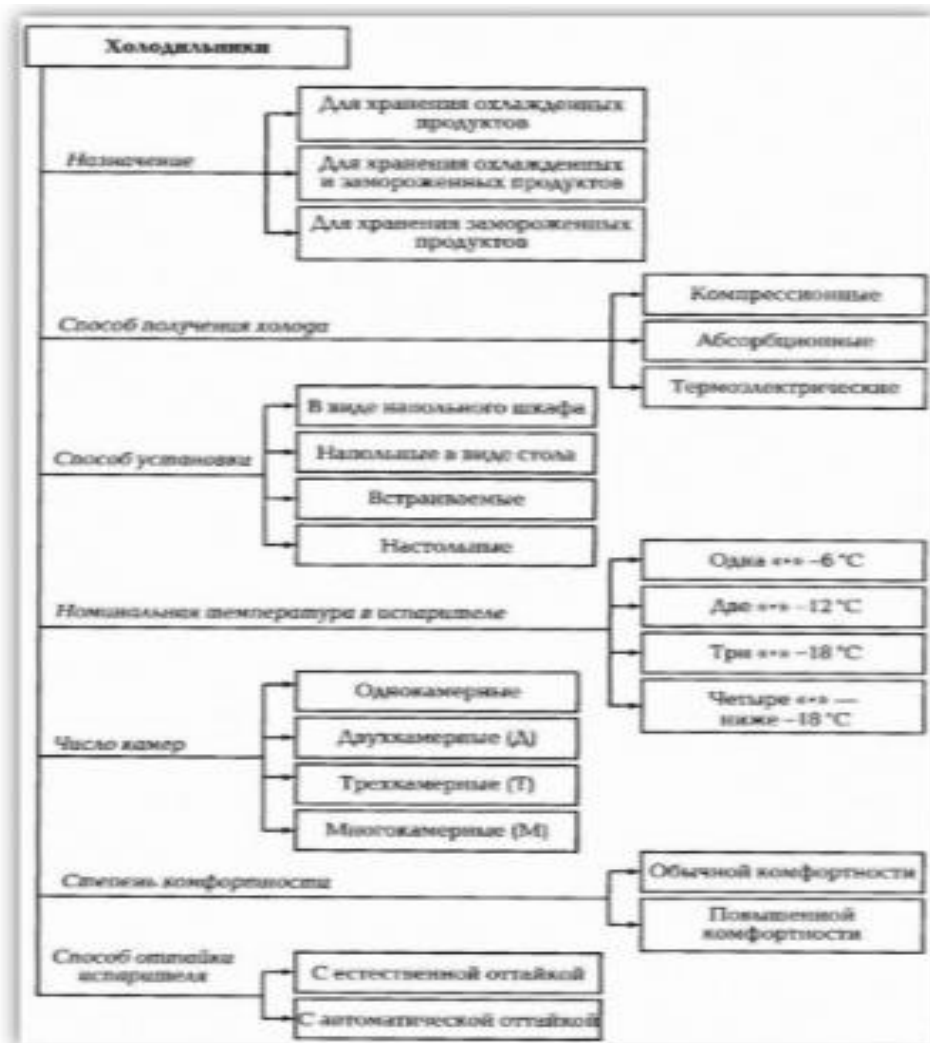 Холодильники
Для хранения охлажденных
продуктов
Назначение
Для хранения охлажденных
и замороженных продуктов
Для хранения замороженных
продуктов
Способ получения холода
Компрессионные
Абсорбционные
Термоэлектрические
В виде напольного шкафа
Напольные в виде стола
Способ установки
Встраиваемые
Настольные
Номинальная температура в испарителе
Одна «*» –6 °C
Две «*» –12 °C
Три «*» –18 °C
Четыре «*» —
ниже –18 °C
Однокамерные
Число камер
Двухкамерные (Д)
Трехкамерные (Т)
Многокамерные (М)
Степень комфортности
Обычной комфортности
Повышенной
комфортности
Способ оттайки
испарителя
С естественной оттайкой
С автоматической оттайкой